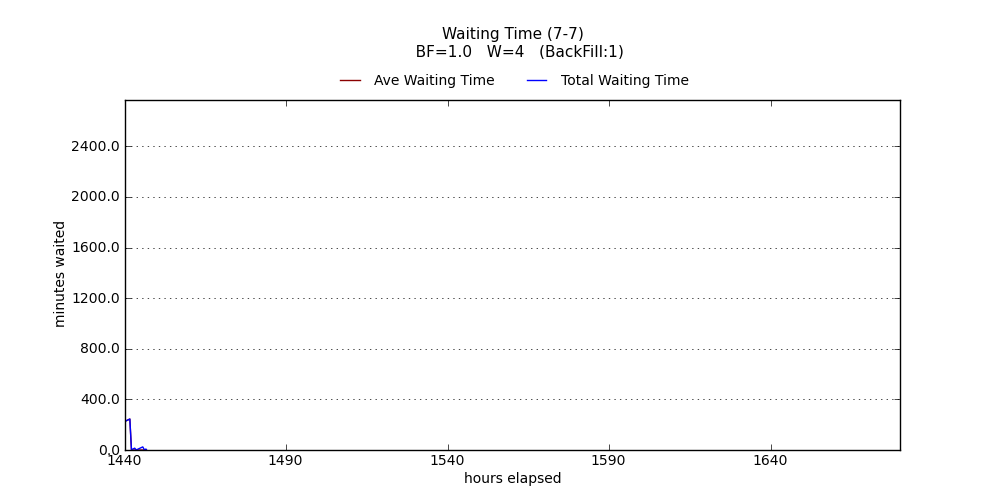 Waiting Time (7-7)
BF=1.0   W=4   (BackFill:1)
Ave Waiting Time   Total Waiting Time
2400.0
2000.0
1600.0
1200.0
800.0
400.0
0.0
minutes waited
1440   1490   1540   1590   1640
hours elapsed